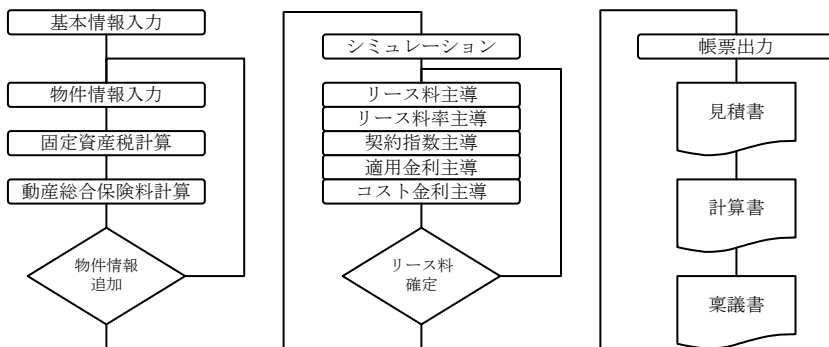 基本情報入力
物件情報入力
固定資産税計算
動産総合保険料計算
物件情報
追加
シミュレーション
リース料主導
リース料率主導
契約指数主導
適用金利主導
コスト金利主導
リース料
確定
帳票出力
見積書
計算書
稟議書